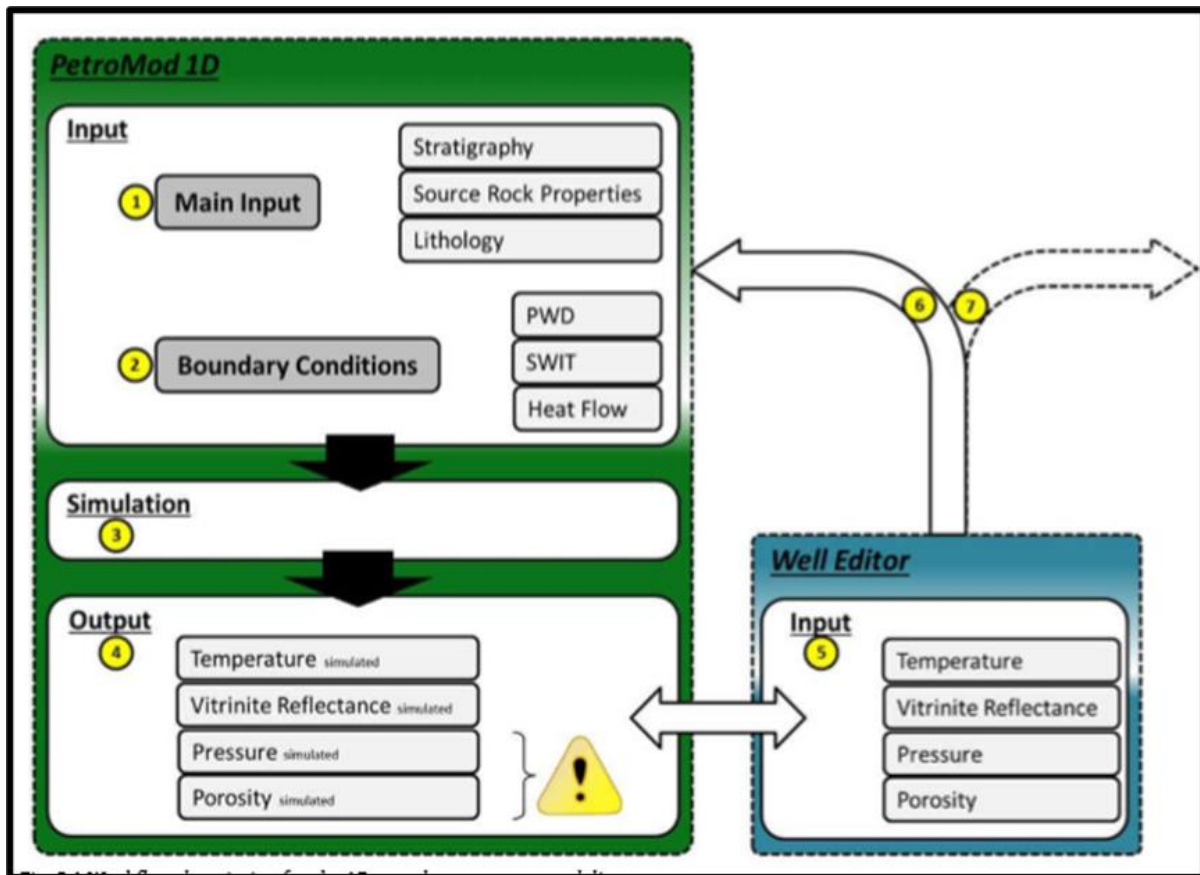 PetroMod 1D
Input
1 Main Input
Stratigraphy
Source Rock Properties
Lithology
2 Boundary Conditions
PWD
SWIT
Heat Flow
Simulation
3
Output
4
Temperature simulated
Vitrinite Reflectance simulated
Pressure simulated
Porosity simulated
!
6 7
Well Editor
Input
5
Temperature
Vitrinite Reflectance
Pressure
Porosity